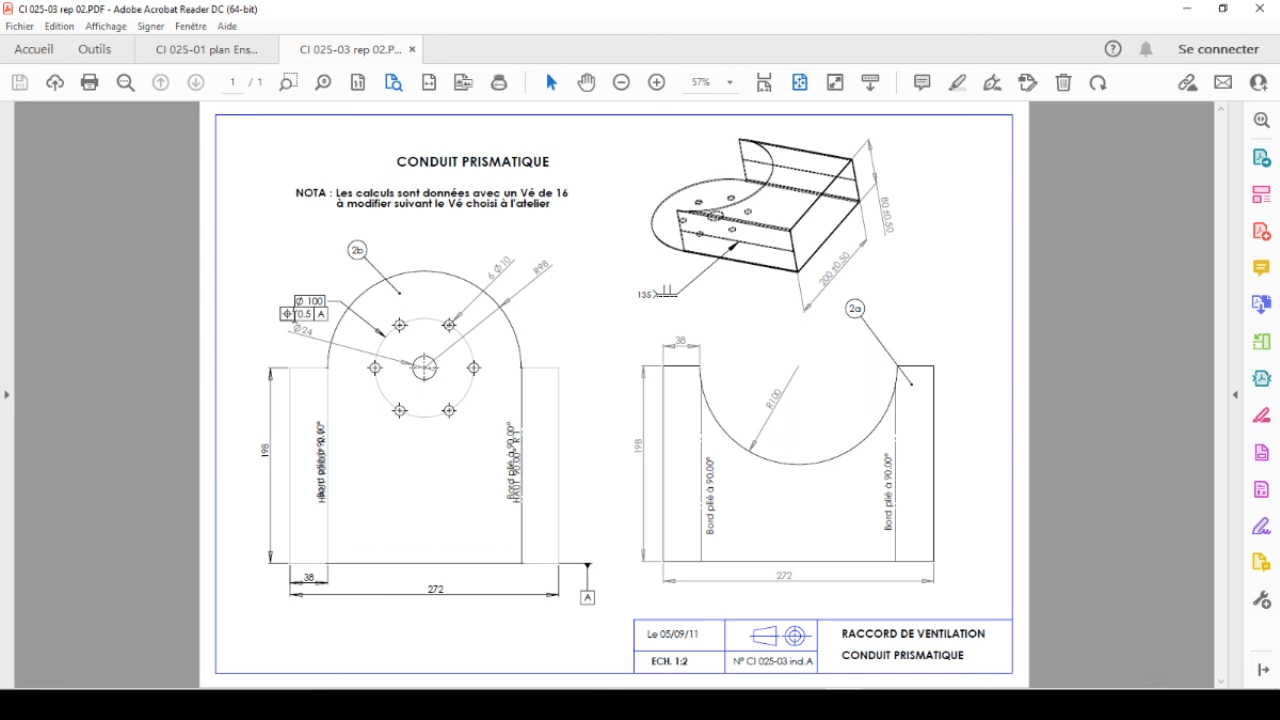 CI 025-03 rep 02.PDF - Adobe Acrobat Reader DC (64-bit)
Fichier Edition Affichage Signer Fenêtre Aide
Accueil Outils CI 025-01 plan Ens... CI 025-03 rep 02.P... × Se connecter
1 / 1 57%
CONDUIT PRISMATIQUE
NOTA : Les calculs sont données avec un Vé de 16
à modifier suivant le Vé choisi à l'atelier
80 ±0.50
200 ±0.50
135
2b
6 Ø10
R98
Ø 100
0.5 A
Ø24
198
Bord plié à 90.00°
38
272
A
2a
38
R100
198
Bord plié à 90.00°
Bord plié à 90.00°
272
Le 05/09/11
ECH. 1:2
N° CI 025-03 ind.A
RACCORD DE VENTILATION
CONDUIT PRISMATIQUE